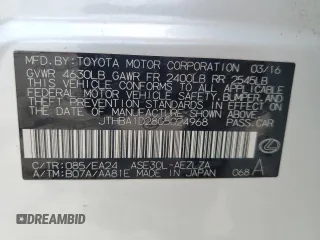 MFD. BY: TOYOTA MOTOR CORPORATION 03/16
GVWR 4630LB GAWR FR 2400LB RR 2545LB
THIS VEHICLE CONFORMS TO ALL APPLICABLE
FEDERAL MOTOR VEHICLE SAFETY, BUMPER, AND
THEFT PREVENTION STANDARDS IN EFFECT ON THE DATE
OF MANUFACTURE SHOWN ABOVE.
PASS.CAR
C/TR: 085/EA24 ASE30L-AEZLZA
A/TM: B07A/AA81E MADE IN JAPAN 068
A
AUTOBIDCAR